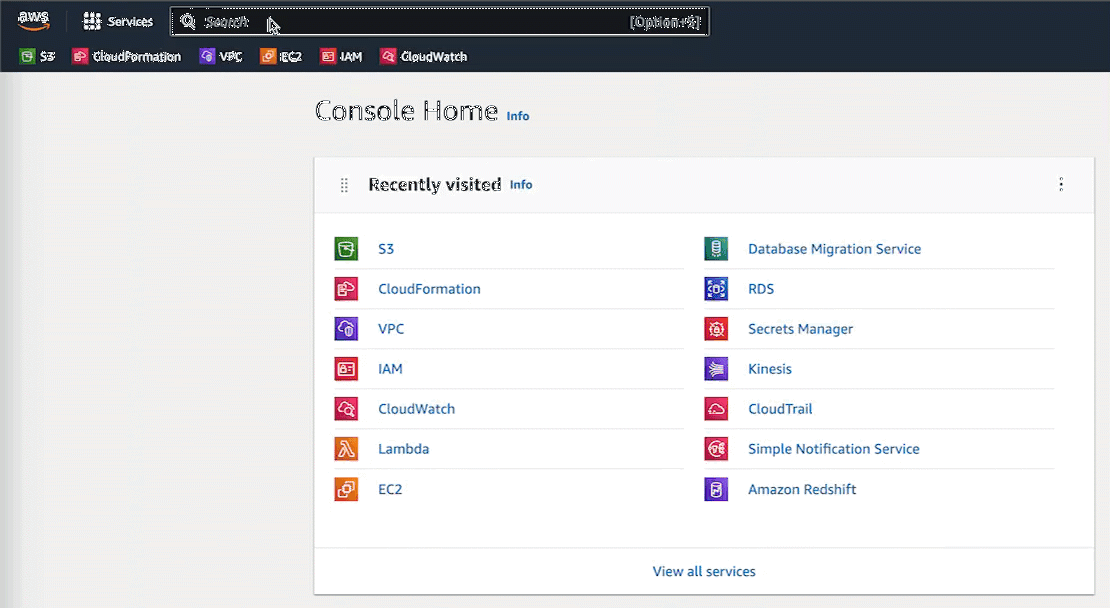 aws Services Search [Option+S]
S3 CloudFormation VPC EC2 IAM CloudWatch
Console Home Info
Recently visited Info
S3
CloudFormation
VPC
IAM
CloudWatch
Lambda
EC2
Database Migration Service
RDS
Secrets Manager
Kinesis
CloudTrail
Simple Notification Service
Amazon Redshift
View all services